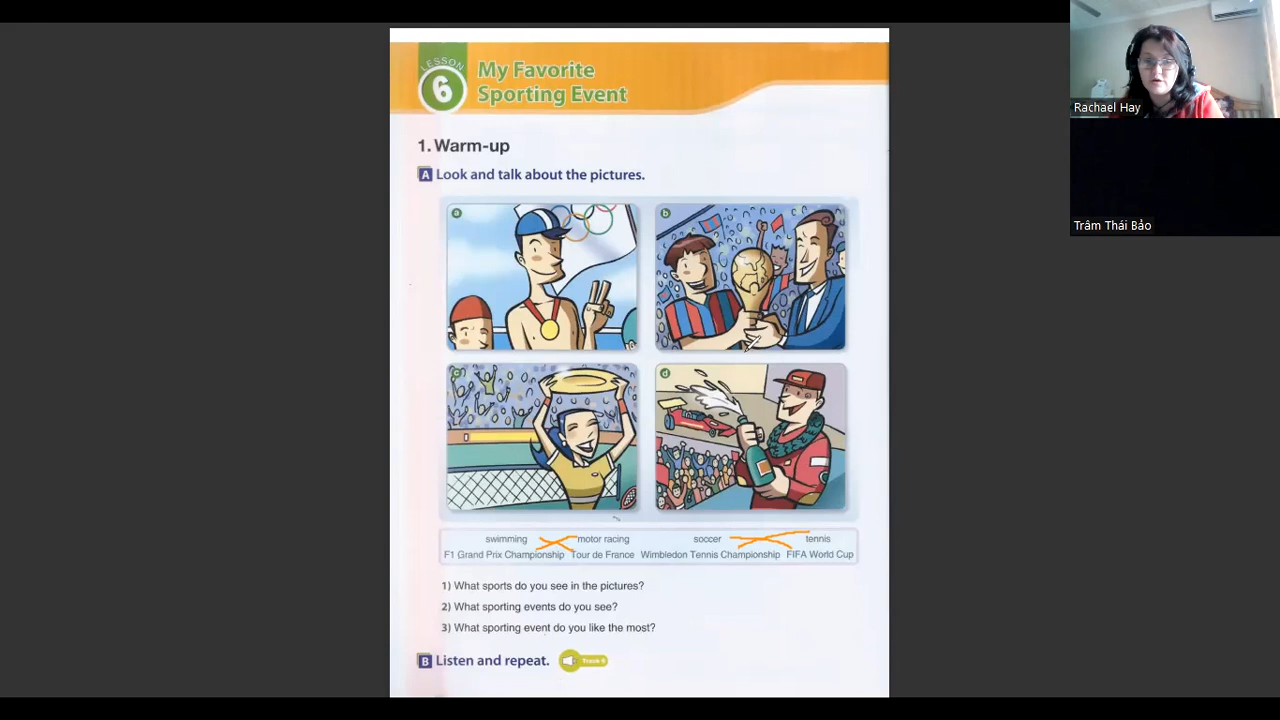 LESSON
6
My Favorite
Sporting Event
1. Warm-up
A Look and talk about the pictures.
a
b
c
d
swimming motor racing soccer tennis
F1 Grand Prix Championship Tour de France Wimbledon Tennis Championship FIFA World Cup
1) What sports do you see in the pictures?
2) What sporting events do you see?
3) What sporting event do you like the most?
B Listen and repeat.
Rachael Hay
Trâm Thái Bảo